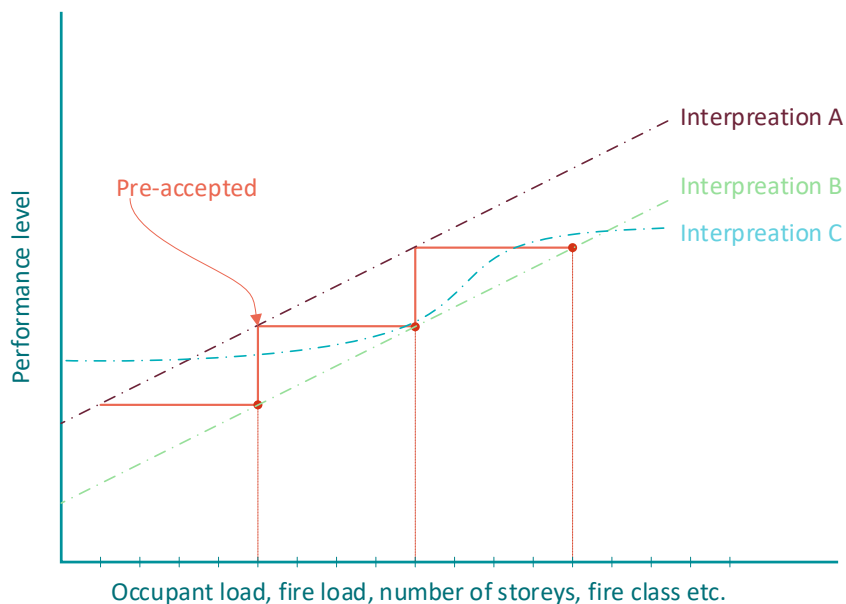 Interpreation A
Pre-accepted
Interpreation B
Interpreation C
Performance level
Occupant load, fire load, number of storeys, fire class etc.